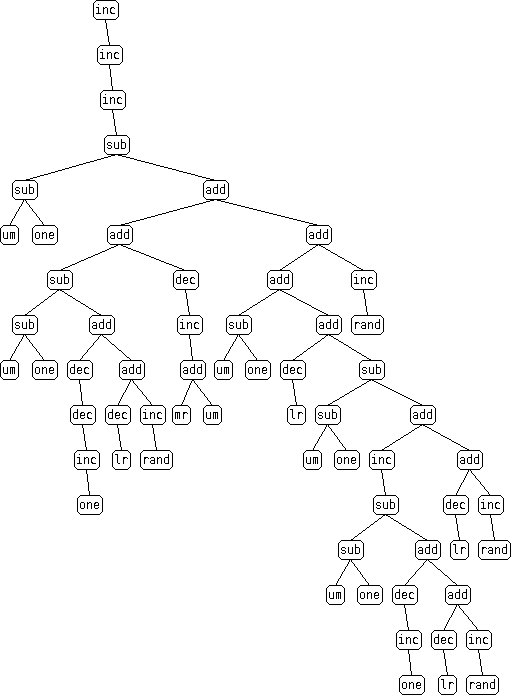 inc
inc
inc
sub
sub add
um one add add
sub dec add inc
sub add inc sub add rand
um one dec add add um one dec sub
dec dec inc mr um lr sub add
inc lr rand um one inc add
one sub dec inc
sub add lr rand
um one dec add
inc dec inc
one lr rand